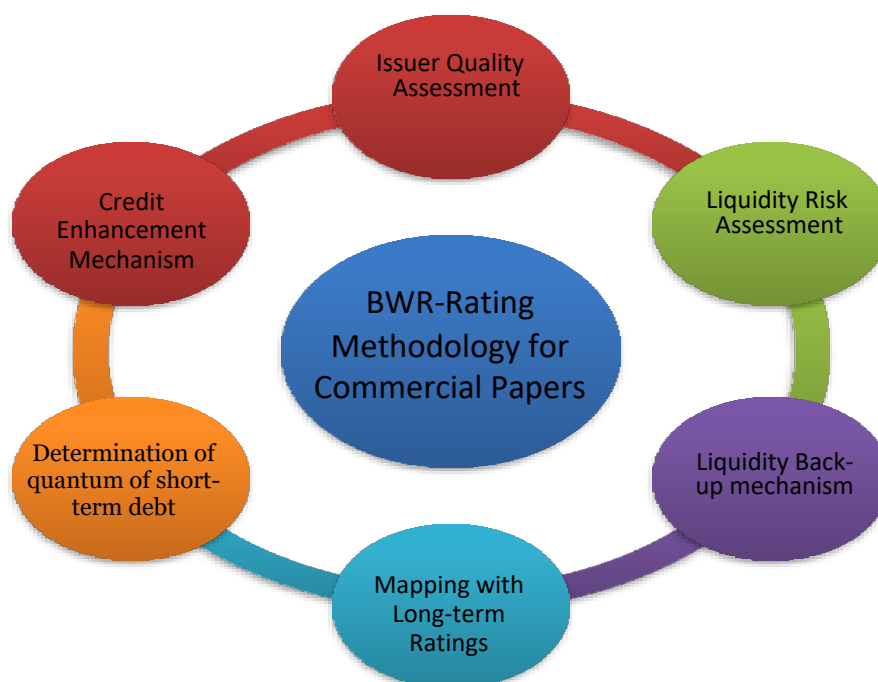 Issuer Quality
Assessment
Credit
Enhancement
Mechanism
Liquidity Risk
Assessment
BWR-Rating
Methodology for
Commercial Papers
Determination of
quantum of short-
term debt
Liquidity Back-
up mechanism
Mapping with
Long-term
Ratings